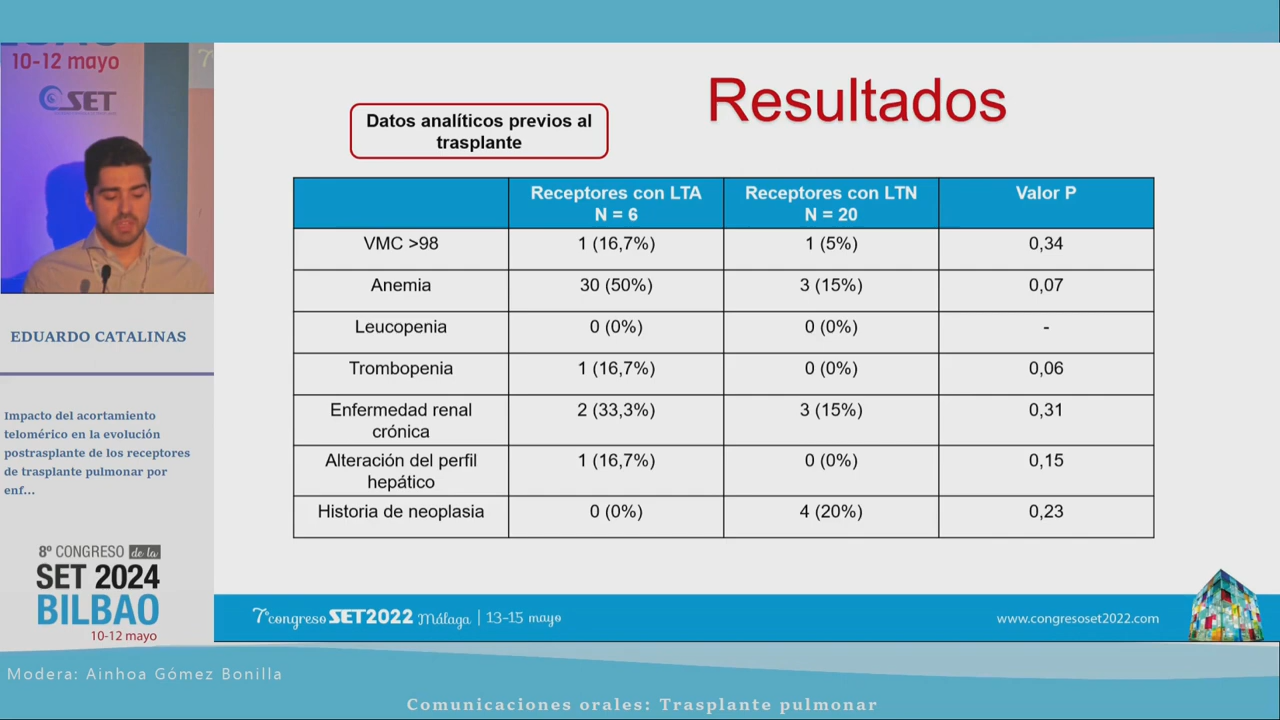 10-12 mayo
SET
EDUARDO CATALINAS
Impacto del acortamiento
telomérico en la evolución
postrasplante de los receptores
de trasplante pulmonar por
enf...
8º CONGRESO de la
SET 2024
BILBAO
10-12 mayo
Resultados
Datos analíticos previos al
trasplante
Receptores con LTA
N = 6
Receptores con LTN
N = 20
Valor P
VMC >98
1 (16,7%)
1 (5%)
0,34
Anemia
30 (50%)
3 (15%)
0,07
Leucopenia
0 (0%)
0 (0%)
-
Trombopenia
1 (16,7%)
0 (0%)
0,06
Enfermedad renal
crónica
2 (33,3%)
3 (15%)
0,31
Alteración del perfil
hepático
1 (16,7%)
0 (0%)
0,15
Historia de neoplasia
0 (0%)
4 (20%)
0,23
7º congreso SET2022 Málaga | 13-15 mayo
www.congresoset2022.com
Modera: Ainhoa Gómez Bonilla
Comunicaciones orales: Trasplante pulmonar